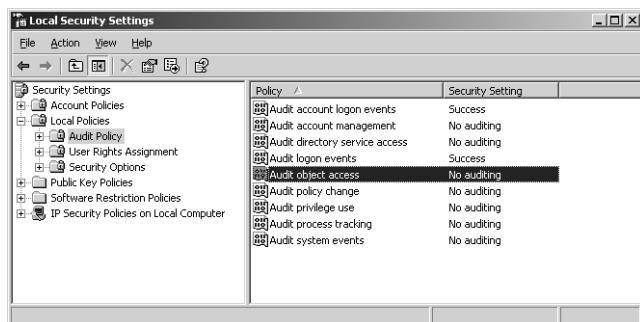 Local Security Settings
File Action View Help
Security Settings
Account Policies
Local Policies
Audit Policy
User Rights Assignment
Security Options
Public Key Policies
Software Restriction Policies
IP Security Policies on Local Computer
Policy Security Setting
Audit account logon events Success
Audit account management No auditing
Audit directory service access No auditing
Audit logon events Success
Audit object access No auditing
Audit policy change No auditing
Audit privilege use No auditing
Audit process tracking No auditing
Audit system events No auditing